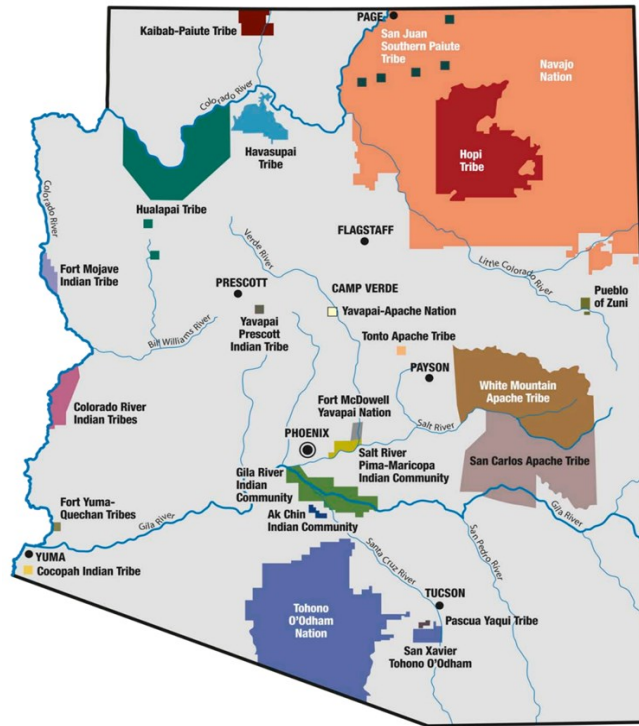 Kaibab-Paiute Tribe
PAGE
San Juan
Southern Paiute
Tribe
Navajo
Nation
Colorado River
Havasupai
Tribe
Hopi
Tribe
Colorado River
Hualapai Tribe
FLAGSTAFF
Verde River
Little Colorado River
Fort Mojave
Indian Tribe
PRESCOTT
CAMP VERDE
Pueblo
of Zuni
Yavapai
Prescott
Indian Tribe
Yavapai-Apache Nation
Bill Williams River
Tonto Apache Tribe
PAYSON
White Mountain
Apache Tribe
Colorado River
Indian Tribes
Fort McDowell
Yavapai Nation
Salt River
PHOENIX
Salt River
Pima-Maricopa
Indian Community
San Carlos Apache Tribe
Gila River
Indian
Community
Fort Yuma-
Quechan Tribes
Gila River
Ak Chin
Indian Community
Gila River
San Pedro River
Santa Cruz River
YUMA
Cocopah Indian Tribe
TUCSON
Tohono
O'Odham
Nation
Pascua Yaqui Tribe
San Xavier
Tohono O'Odham